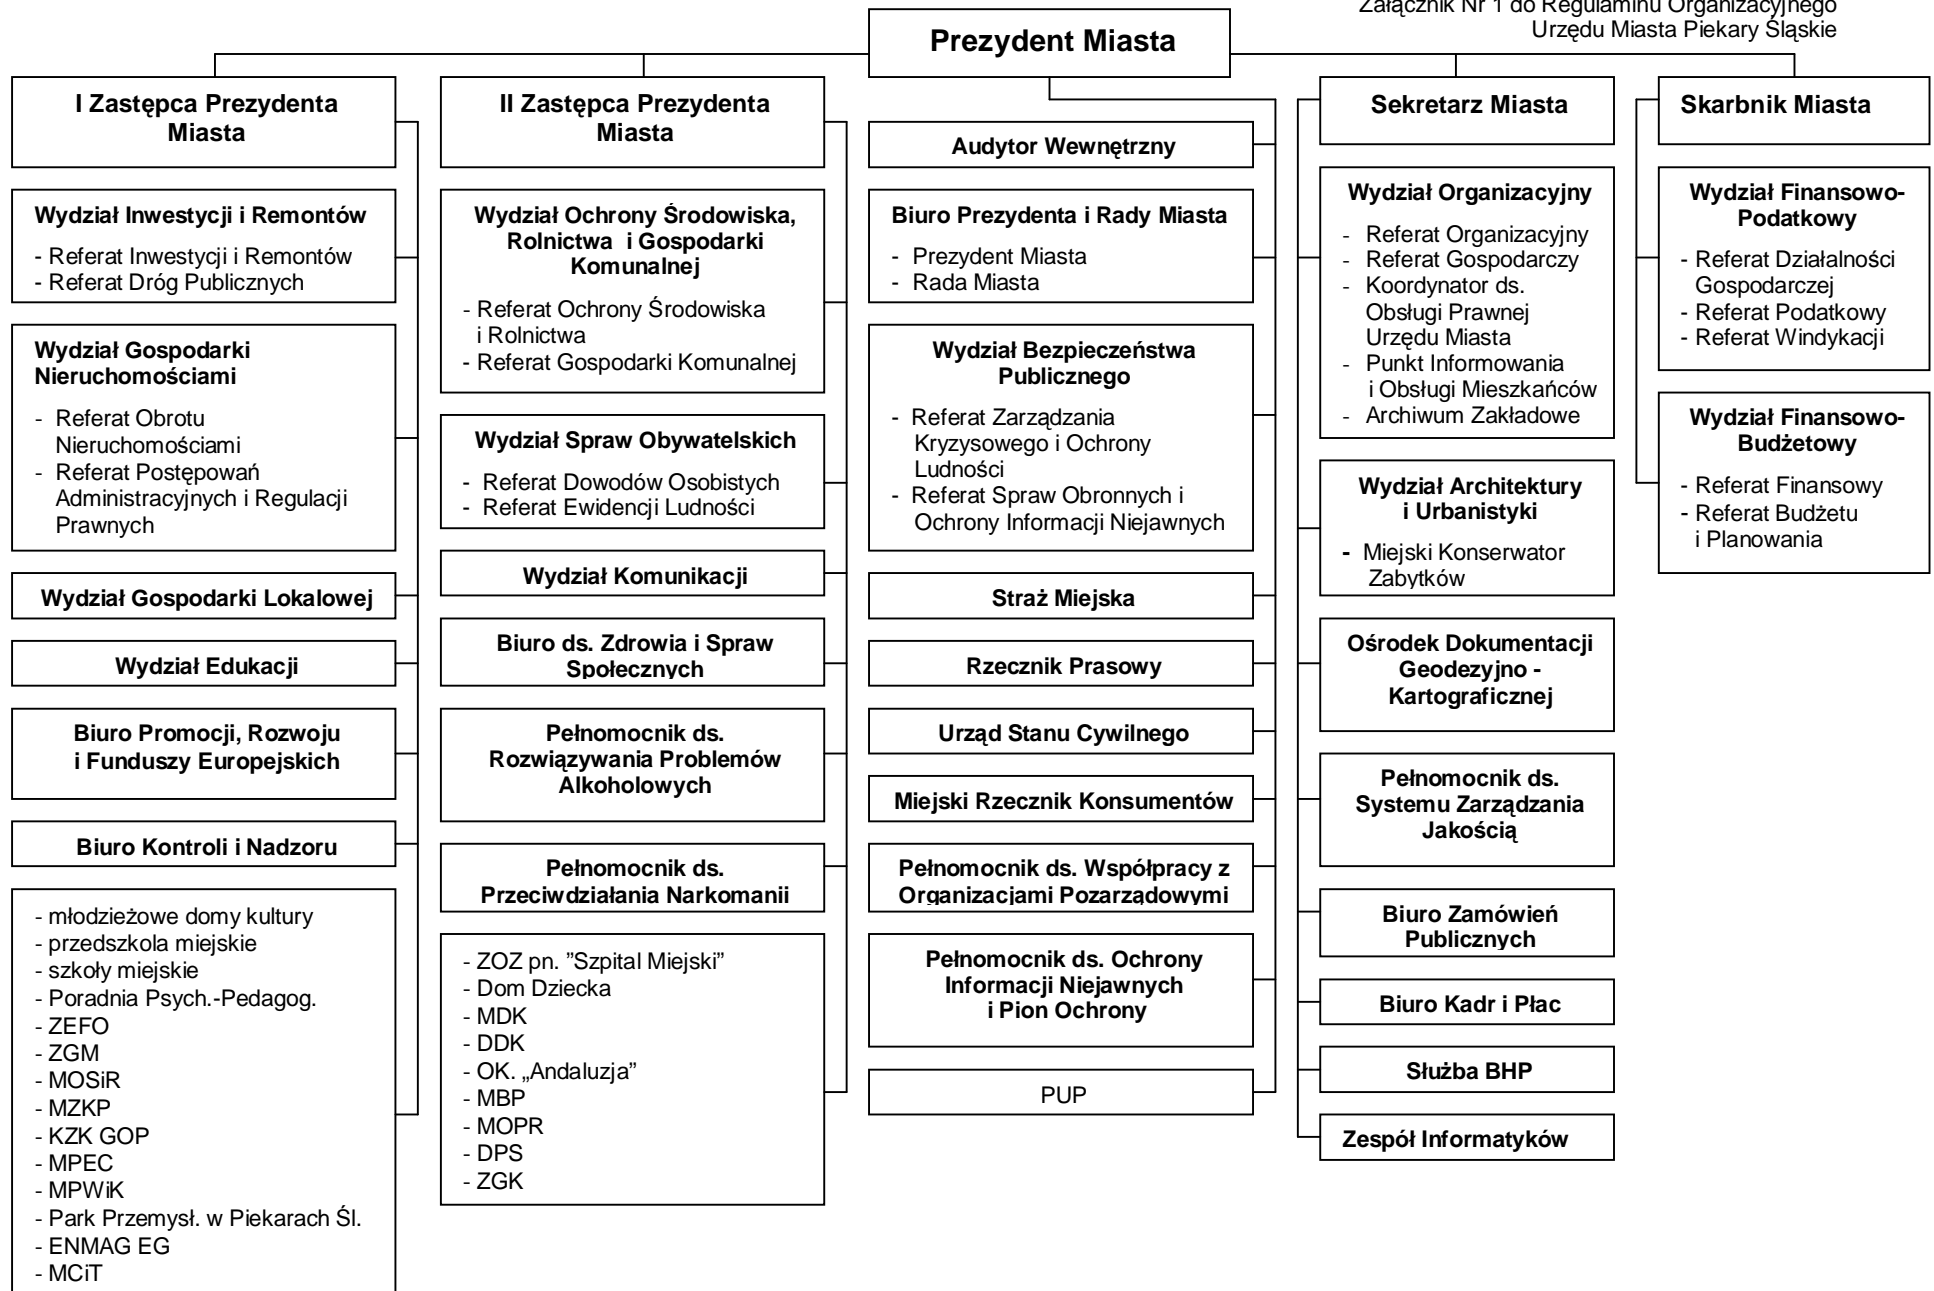 Załącznik Nr 1 do Regulaminu Organizacyjnego
Urzędu Miasta Piekary Śląskie
Prezydent Miasta
I Zastępca Prezydenta
Miasta
Wydział Inwestycji i Remontów
- Referat Inwestycji i Remontów
- Referat Dróg Publicznych
Wydział Gospodarki
Nieruchomościami
- Referat Obrotu
Nieruchomościami
- Referat Postępowań
Administracyjnych i Regulacji
Prawnych
Wydział Gospodarki Lokalowej
Wydział Edukacji
Biuro Promocji, Rozwoju
i Funduszy Europejskich
Biuro Kontroli i Nadzoru
- młodzieżowe domy kultury
- przedszkola miejskie
- szkoły miejskie
- Poradnia Psych.-Pedagog.
- ZEFO
- ZGM
- MOSiR
- MZKP
- KZK GOP
- MPEC
- MPWiK
- Park Przemysł. w Piekarach Śl.
- ENMAG EG
- MCiT
II Zastępca Prezydenta
Miasta
Wydział Ochrony Środowiska,
Rolnictwa i Gospodarki
Komunalnej
- Referat Ochrony Środowiska
i Rolnictwa
- Referat Gospodarki Komunalnej
Wydział Spraw Obywatelskich
- Referat Dowodów Osobistych
- Referat Ewidencji Ludności
Wydział Komunikacji
Biuro ds. Zdrowia i Spraw
Społecznych
Pełnomocnik ds.
Rozwiązywania Problemów
Alkoholowych
Pełnomocnik ds.
Przeciwdziałania Narkomanii
- ZOZ pn. ”Szpital Miejski”
- Dom Dziecka
- MDK
- DDK
- OK. „Andaluzja”
- MBP
- MOPR
- DPS
- ZGK
Audytor Wewnętrzny
Biuro Prezydenta i Rady Miasta
- Prezydent Miasta
- Rada Miasta
Wydział Bezpieczeństwa
Publicznego
- Referat Zarządzania
Kryzysowego i Ochrony
Ludności
- Referat Spraw Obronnych i
Ochrony Informacji Niejawnych
Straż Miejska
Rzecznik Prasowy
Urząd Stanu Cywilnego
Miejski Rzecznik Konsumentów
Pełnomocnik ds. Współpracy z
Organizacjami Pozarządowymi
Pełnomocnik ds. Ochrony
Informacji Niejawnych
i Pion Ochrony
PUP
Sekretarz Miasta
Wydział Organizacyjny
- Referat Organizacyjny
- Referat Gospodarczy
- Koordynator ds.
Obsługi Prawnej
Urzędu Miasta
- Punkt Informowania
i Obsługi Mieszkańców
- Archiwum Zakładowe
Wydział Architektury
i Urbanistyki
- Miejski Konserwator
Zabytków
Ośrodek Dokumentacji
Geodezyjno -
Kartograficznej
Pełnomocnik ds.
Systemu Zarządzania
Jakością
Biuro Zamówień
Publicznych
Biuro Kadr i Płac
Służba BHP
Zespół Informatyków
Skarbnik Miasta
Wydział Finansowo-
Podatkowy
- Referat Działalności
Gospodarczej
- Referat Podatkowy
- Referat Windykacji
Wydział Finansowo-
Budżetowy
- Referat Finansowy
- Referat Budżetu
i Planowania